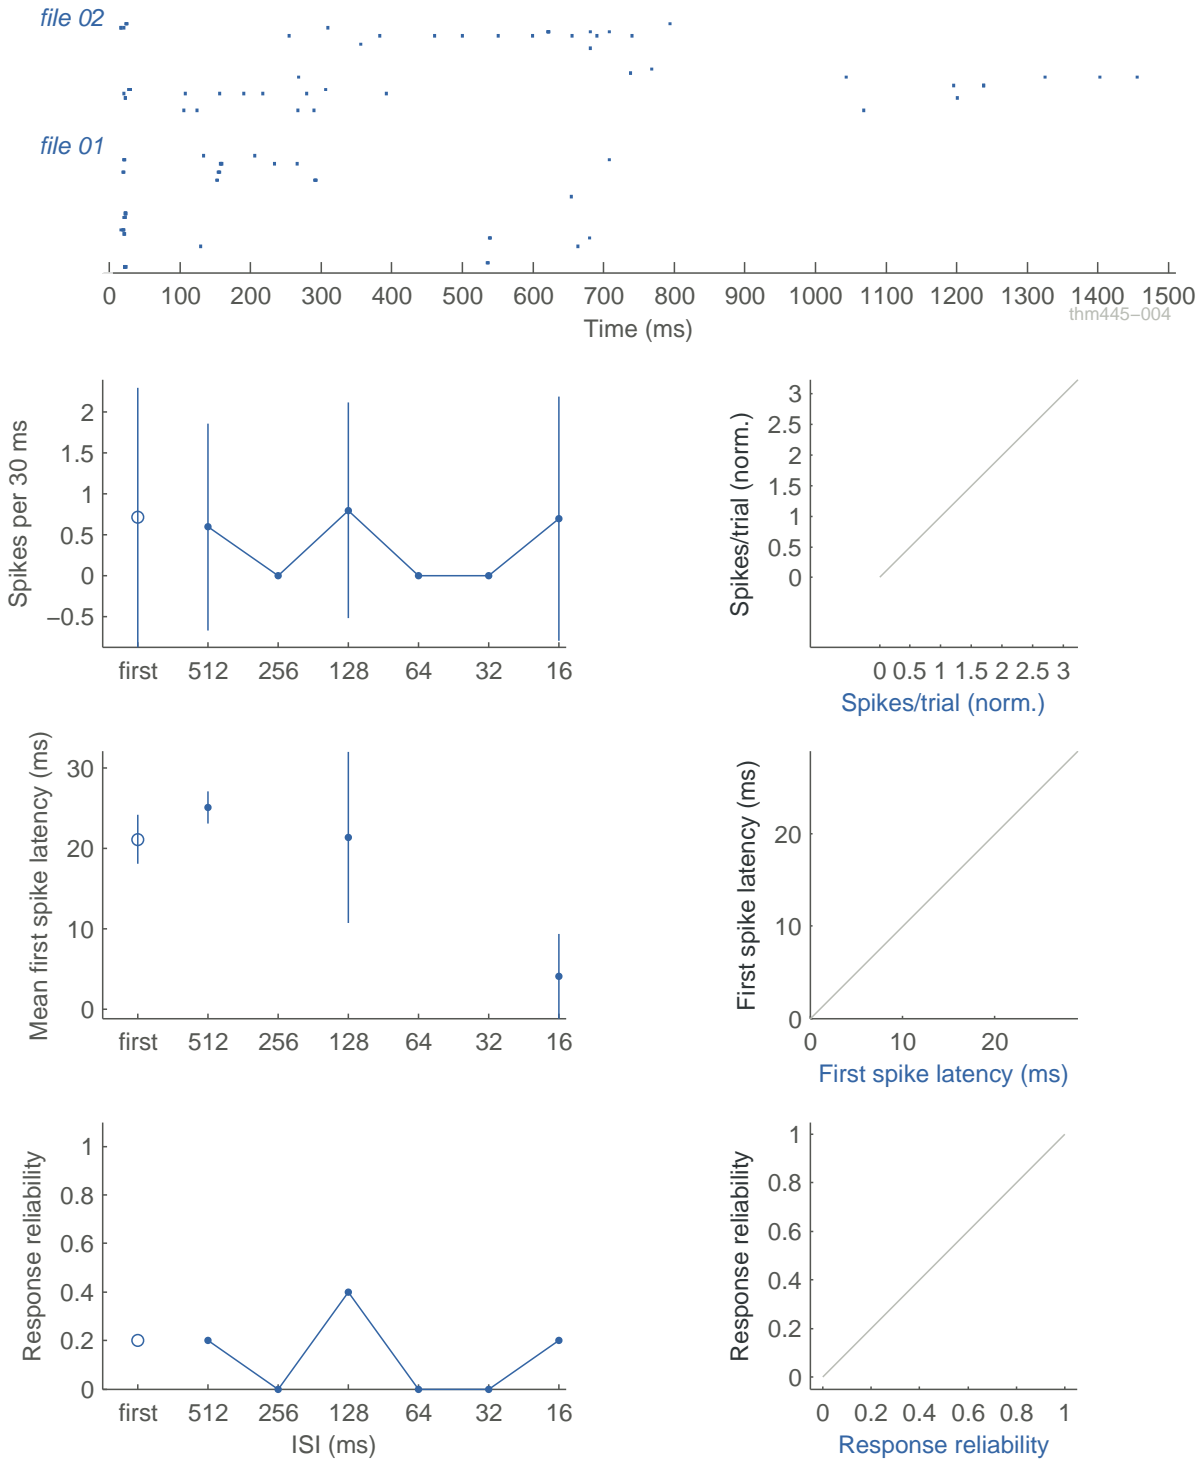 file 02
file 01
0 100 200 300 400 500 600 700 800 900 1000 1100 1200 1300 1400 1500
thm445–004
Time (ms)
Spikes per 30 ms
2
1.5
1
0.5
0
–0.5
first 512 256 128 64 32 16
Spikes/trial (norm.)
3
2.5
2
1.5
1
0.5
0
0 0.5 1 1.5 2 2.5 3
Spikes/trial (norm.)
Mean first spike latency (ms)
30
20
10
0
first 512 256 128 64 32 16
First spike latency (ms)
20
10
0
0 10 20
First spike latency (ms)
Response reliability
1
0.8
0.6
0.4
0.2
0
first 512 256 128 64 32 16
ISI (ms)
Response reliability
1
0.8
0.6
0.4
0.2
0
0 0.2 0.4 0.6 0.8 1
Response reliability